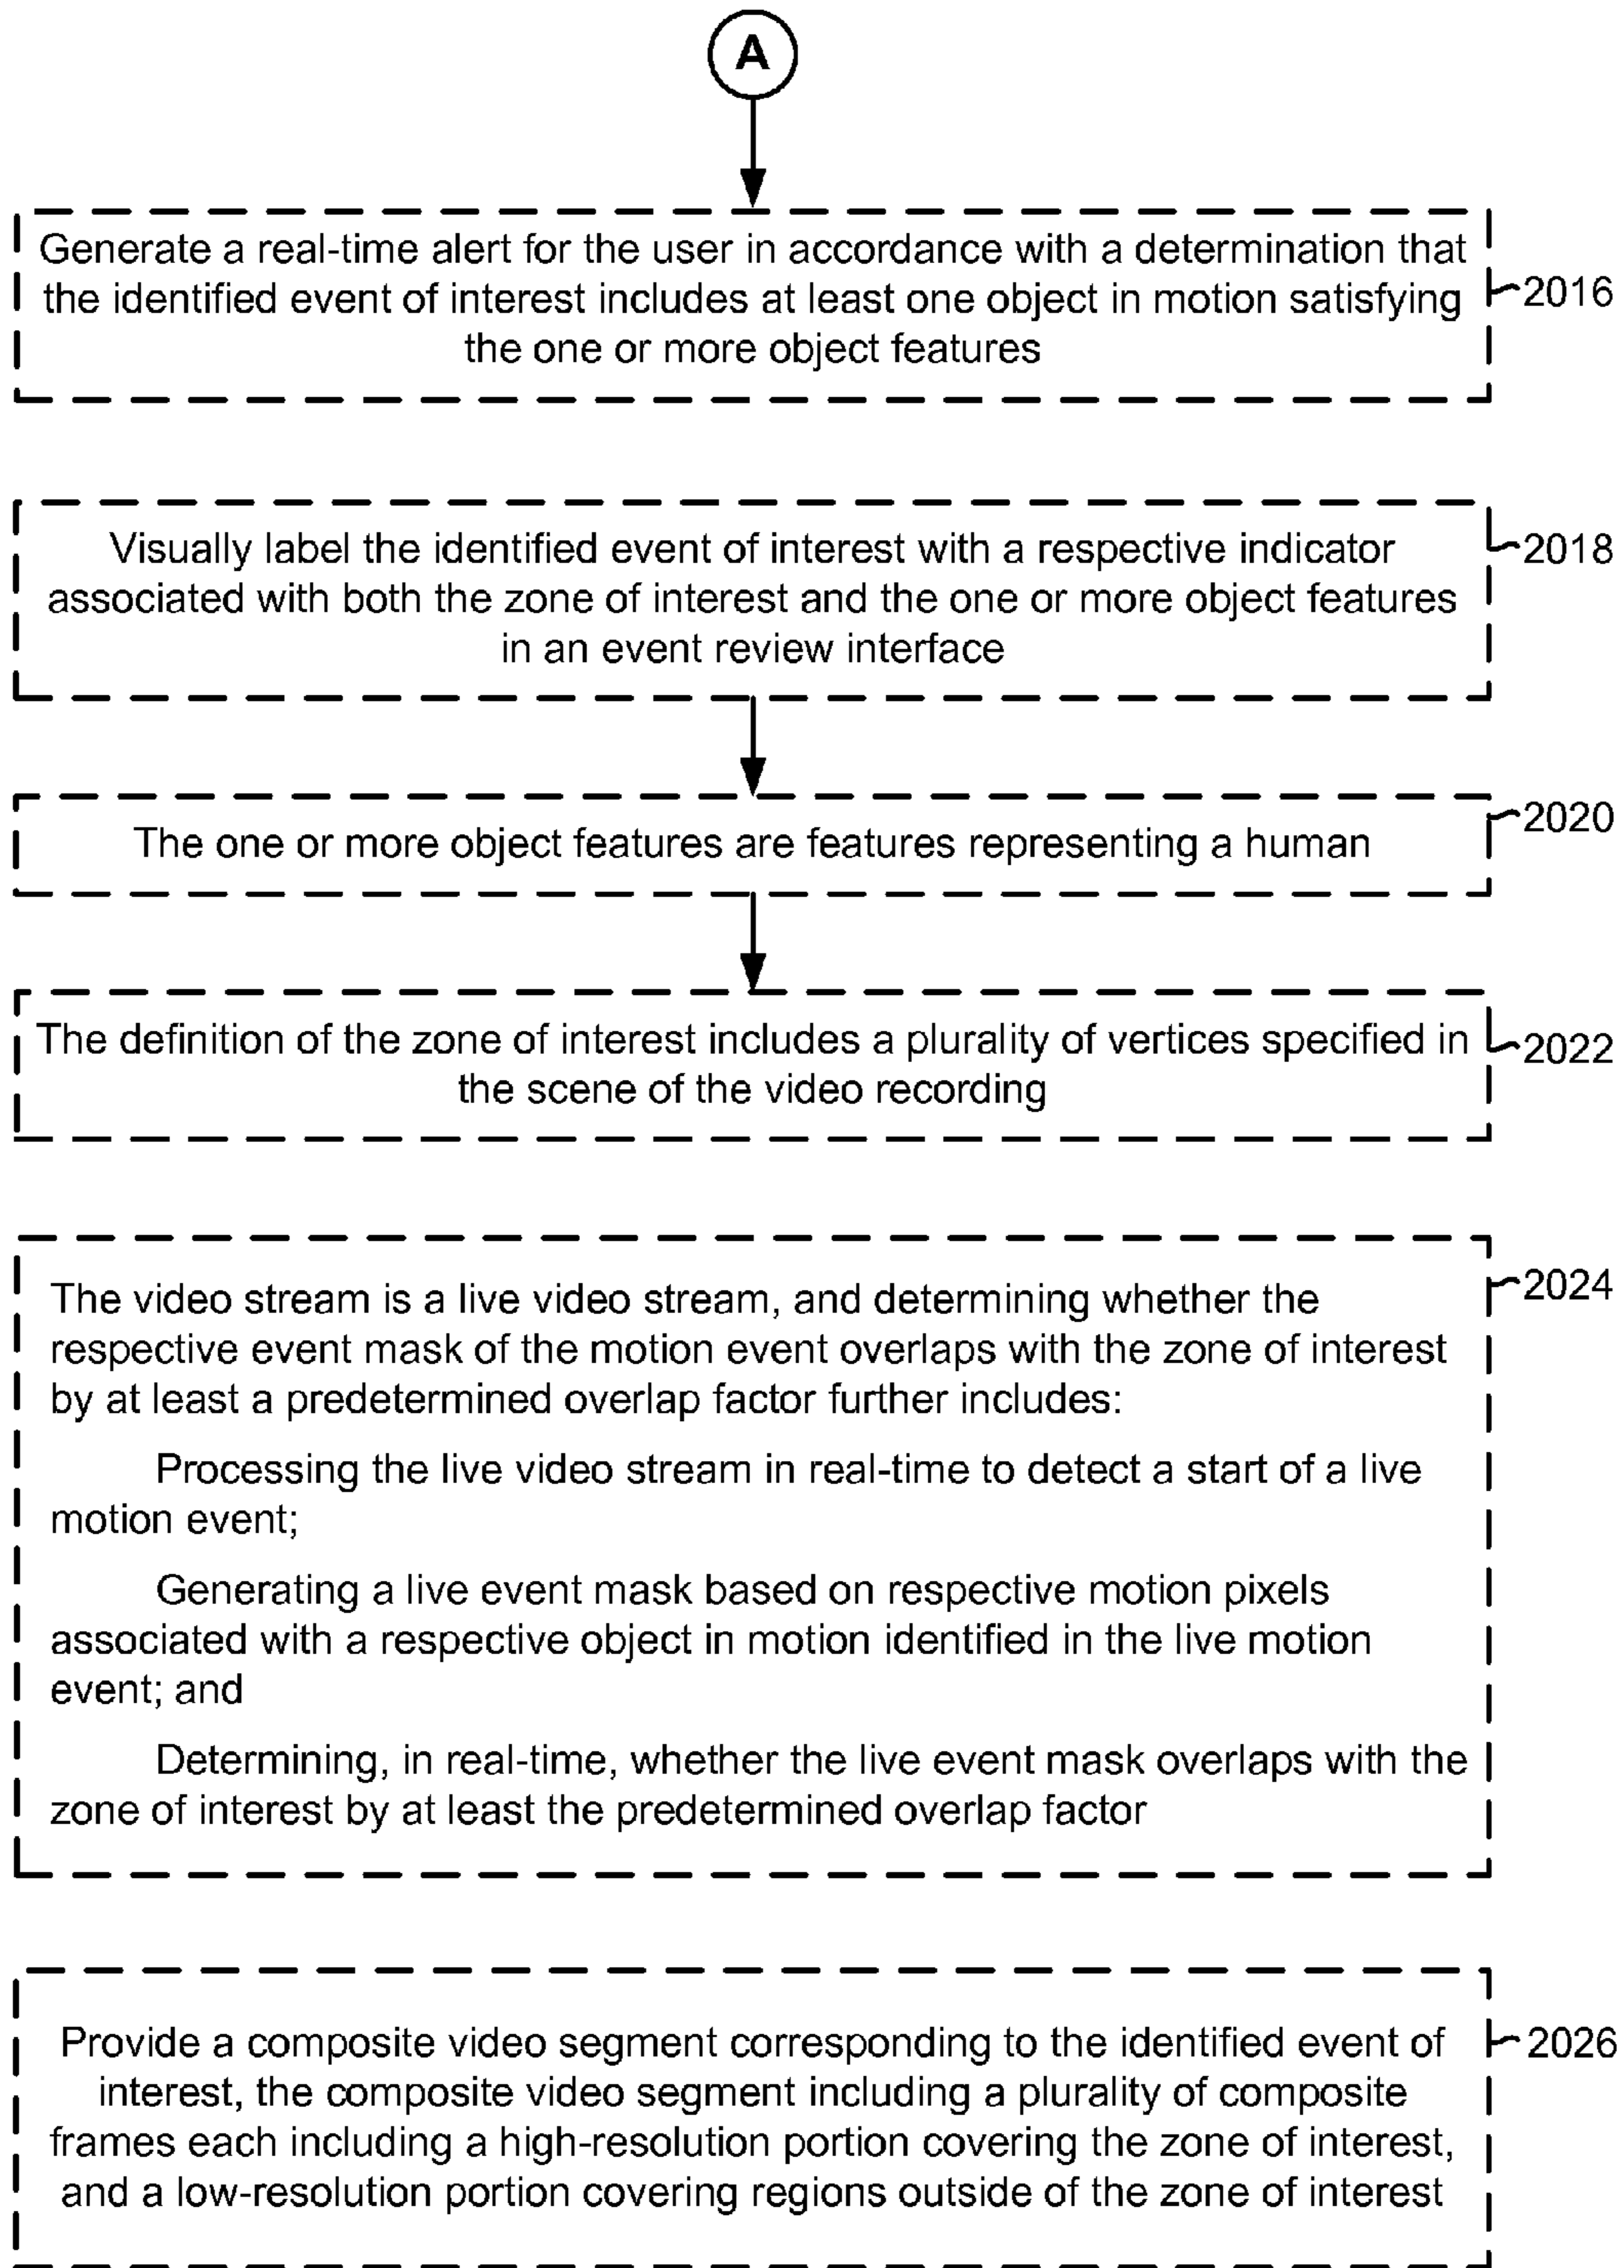 A
Generate a real-time alert for the user in accordance with a determination that
the identified event of interest includes at least one object in motion satisfying
the one or more object features
2016
Visually label the identified event of interest with a respective indicator
associated with both the zone of interest and the one or more object features
in an event review interface
2018
The one or more object features are features representing a human
2020
The definition of the zone of interest includes a plurality of vertices specified in
the scene of the video recording
2022
The video stream is a live video stream, and determining whether the
respective event mask of the motion event overlaps with the zone of interest
by at least a predetermined overlap factor further includes:
Processing the live video stream in real-time to detect a start of a live
motion event;
Generating a live event mask based on respective motion pixels
associated with a respective object in motion identified in the live motion
event; and
Determining, in real-time, whether the live event mask overlaps with the
zone of interest by at least the predetermined overlap factor
2024
Provide a composite video segment corresponding to the identified event of
interest, the composite video segment including a plurality of composite
frames each including a high-resolution portion covering the zone of interest,
and a low-resolution portion covering regions outside of the zone of interest
2026